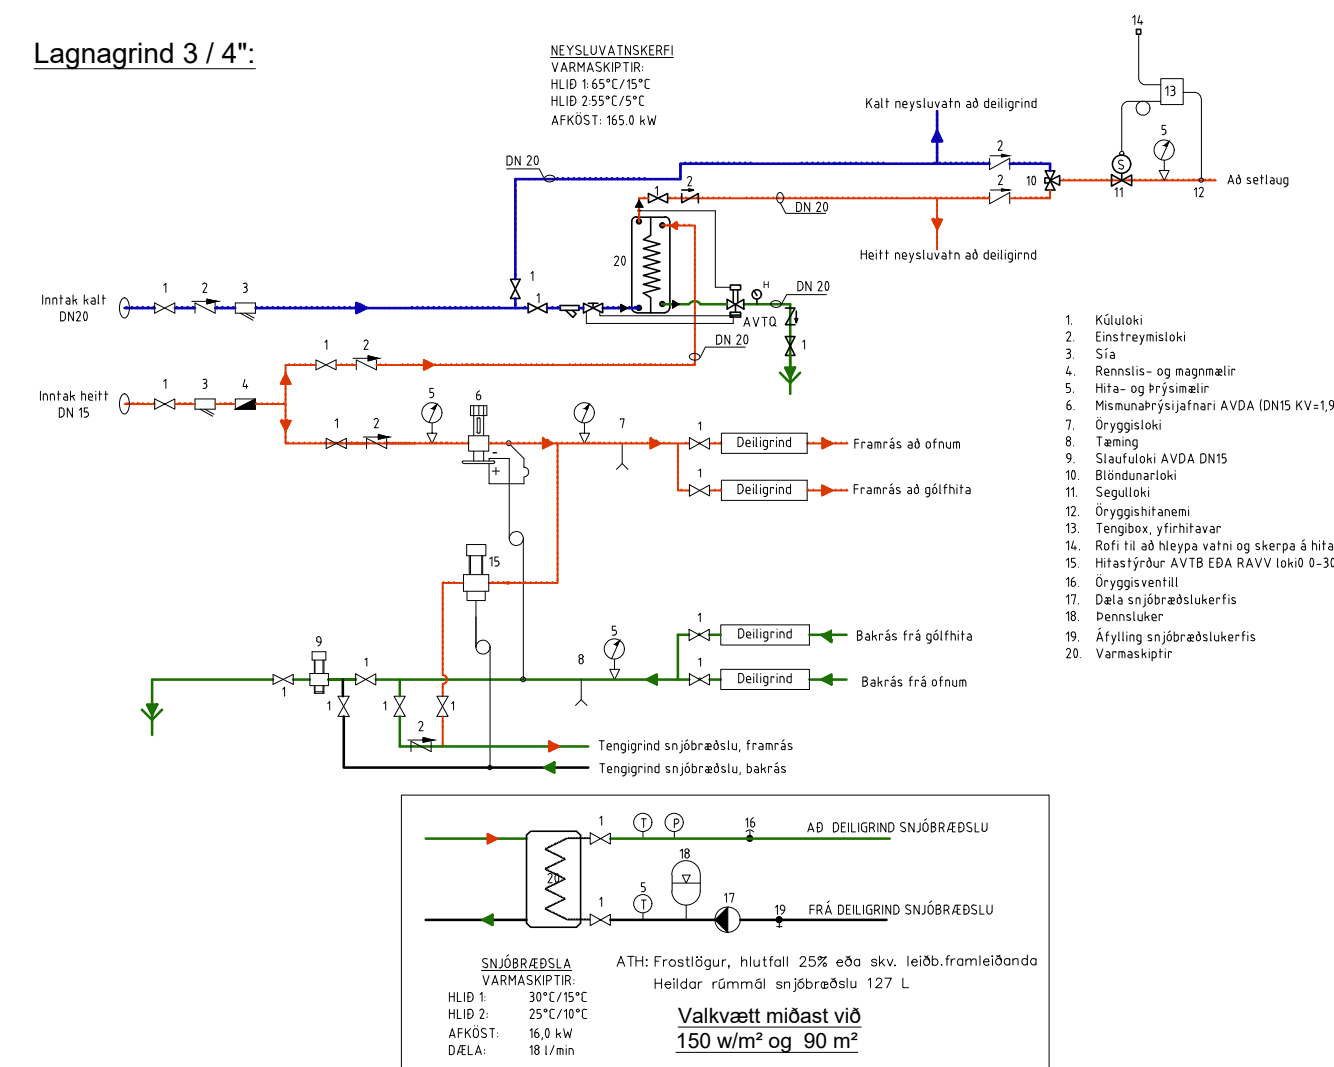 Lagnagrind 3 / 4":
NEYSLUVATNSKERFI
VARMASKIPTIR:
HLIÐ 1:65°C/15°C
HLIÐ 2:55°C/5°C
AFKÖST: 165.0 kW
14
13
Kalt neysluvatn að deiligrind
5
2
S
DN 20
10
11
12
Að setlaug
1
2
2
DN 20
20
Heitt neysluvatn að deiligirnd
Inntak kalt
DN20
1
2
3
1
1
H
DN 20
AVTQ
1
DN 20
1
2
Inntak heitt
DN 15
1
3
4
1
2
5
6
7
1
Deiligrind
Framrás að ofnum
-
+
1
Deiligrind
Framrás að gólfhita
15
1
Deiligrind
Bakrás frá gólfhita
9
1
1
8
5
1
Deiligrind
Bakrás frá ofnum
1
1
1
2
Tengigrind snjóbræðslu, framrás
Tengigrind snjóbræðslu, bakrás
1. Kúluloki
2. Einstreymisloki
3. Sía
4. Rennslis- og magnmælir
5. Hita- og Þrýsimælir
6. MismunaÞrýsijafnari AVDA (DN15 KV=1,9
7. Öryggisloki
8. Tæming
9. Slaufuloki AVDA DN15
10. Blöndunarloki
11. Segulloki
12. Öryggishitanemi
13. Tengibox, yfirhitavar
14. Rofi til að hleypa vatni og skerpa á hita
15. Hitastýrður AVTB EÐA RAVV loki0 0-30
16. Öryggisventill
17. Dæla snjóbræðslukerfis
18. Þennsluker
19. Áfylling snjóbræðslukerfis
20. Varmaskiptir
1
T
P
16
AÐ DEILIGRIND SNJÓBRÆÐSLU
20
18
1
5
T
17
19
FRÁ DEILIGRIND SNJÓBRÆÐSLU
SNJÓBRÆÐSLA
VARMASKIPTIR:
HLIÐ 1: 30°C/15°C
HLIÐ 2: 25°C/10°C
AFKÖST: 16,0 kW
DÆLA: 18 l/min
ATH: Frostlögur, hlutfall 25% eða skv. leiðb.framleiðanda
Heildar rúmmál snjóbræðslu 127 L
Valkvætt miðast við
150 w/m² og 90 m²